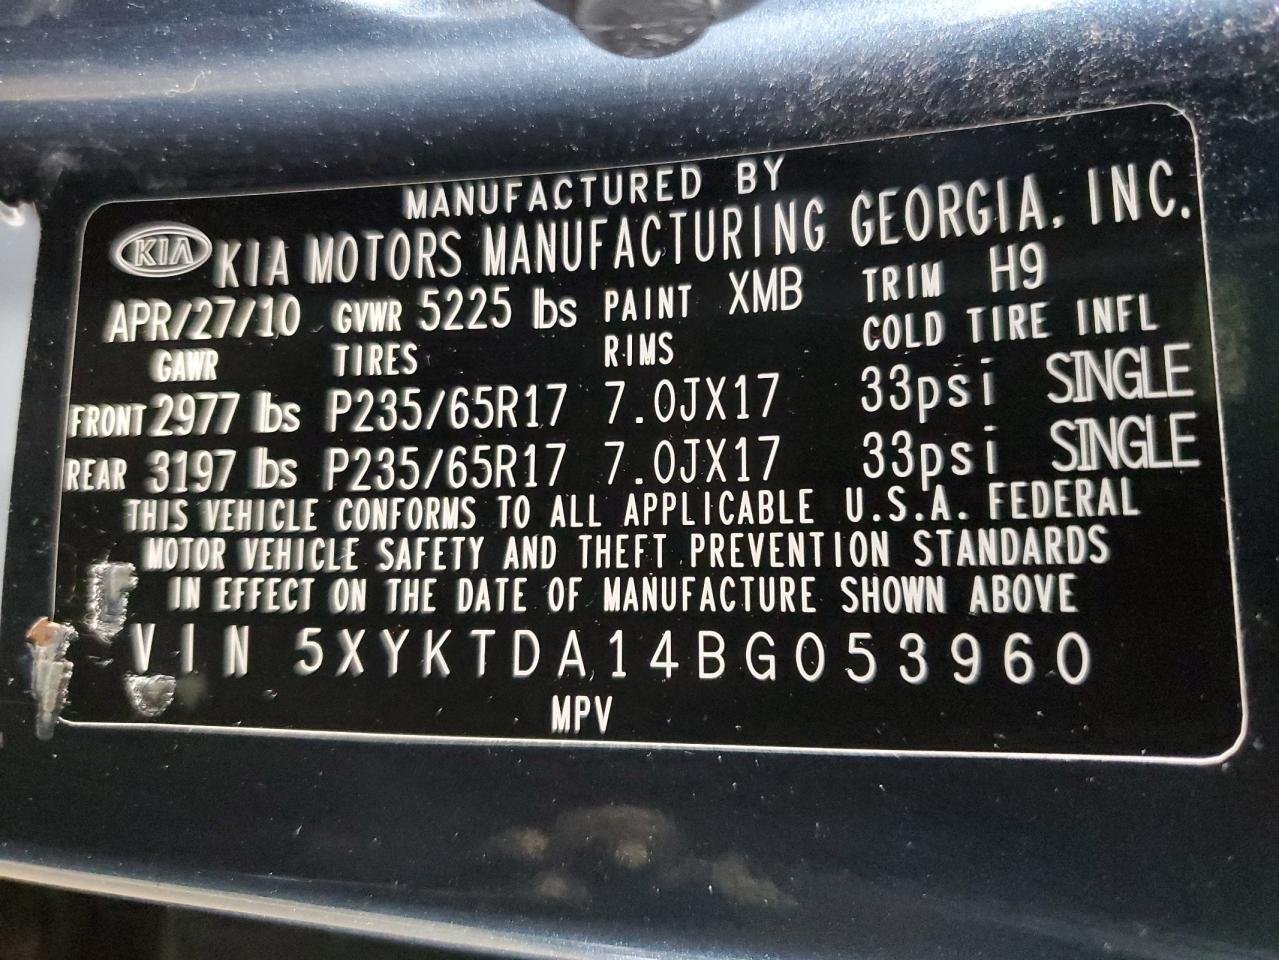 MANUFACTURED BY
KIA KIA MOTORS MANUFACTURING GEORGIA, INC.
APR/27/10 GVWR 5225 lbs PAINT XMB TRIM H9
GAWR TIRES RIMS COLD TIRE INFL
FRONT 2977 lbs P235/65R17 7.0JX17 33psi SINGLE
REAR 3197 lbs P235/65R17 7.0JX17 33psi SINGLE
THIS VEHICLE CONFORMS TO ALL APPLICABLE U.S.A. FEDERAL
MOTOR VEHICLE SAFETY AND THEFT PREVENTION STANDARDS
IN EFFECT ON THE DATE OF MANUFACTURE SHOWN ABOVE
VIN 5XYKTDA14BG053960
MPV